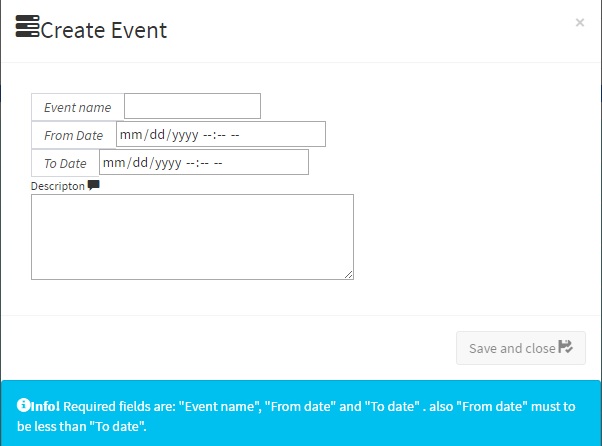 Create Event
×
Event name
From Date mm/dd/yyyy --:-- --
To Date mm/dd/yyyy --:-- --
Descripton
Save and close
Info! Required fields are: "Event name", "From date" and "To date" . also "From date" must to
be less than "To date".